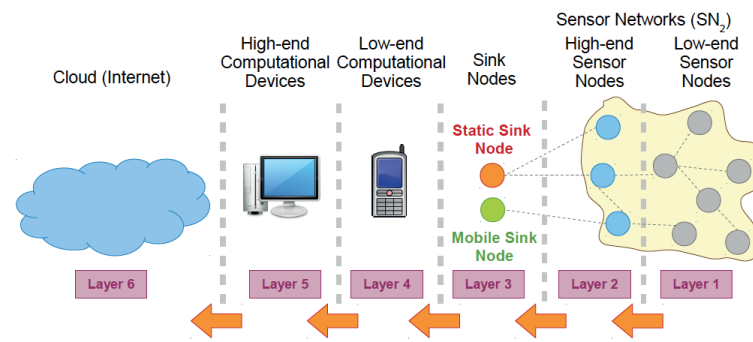 Sensor Networks (SN2)
Cloud (Internet)
High-end
Computational
Devices
Low-end
Computational
Devices
Sink
Nodes
High-end
Sensor
Nodes
Low-end
Sensor
Nodes
Static Sink
Node
Mobile Sink
Node
Layer 6
Layer 5
Layer 4
Layer 3
Layer 2
Layer 1